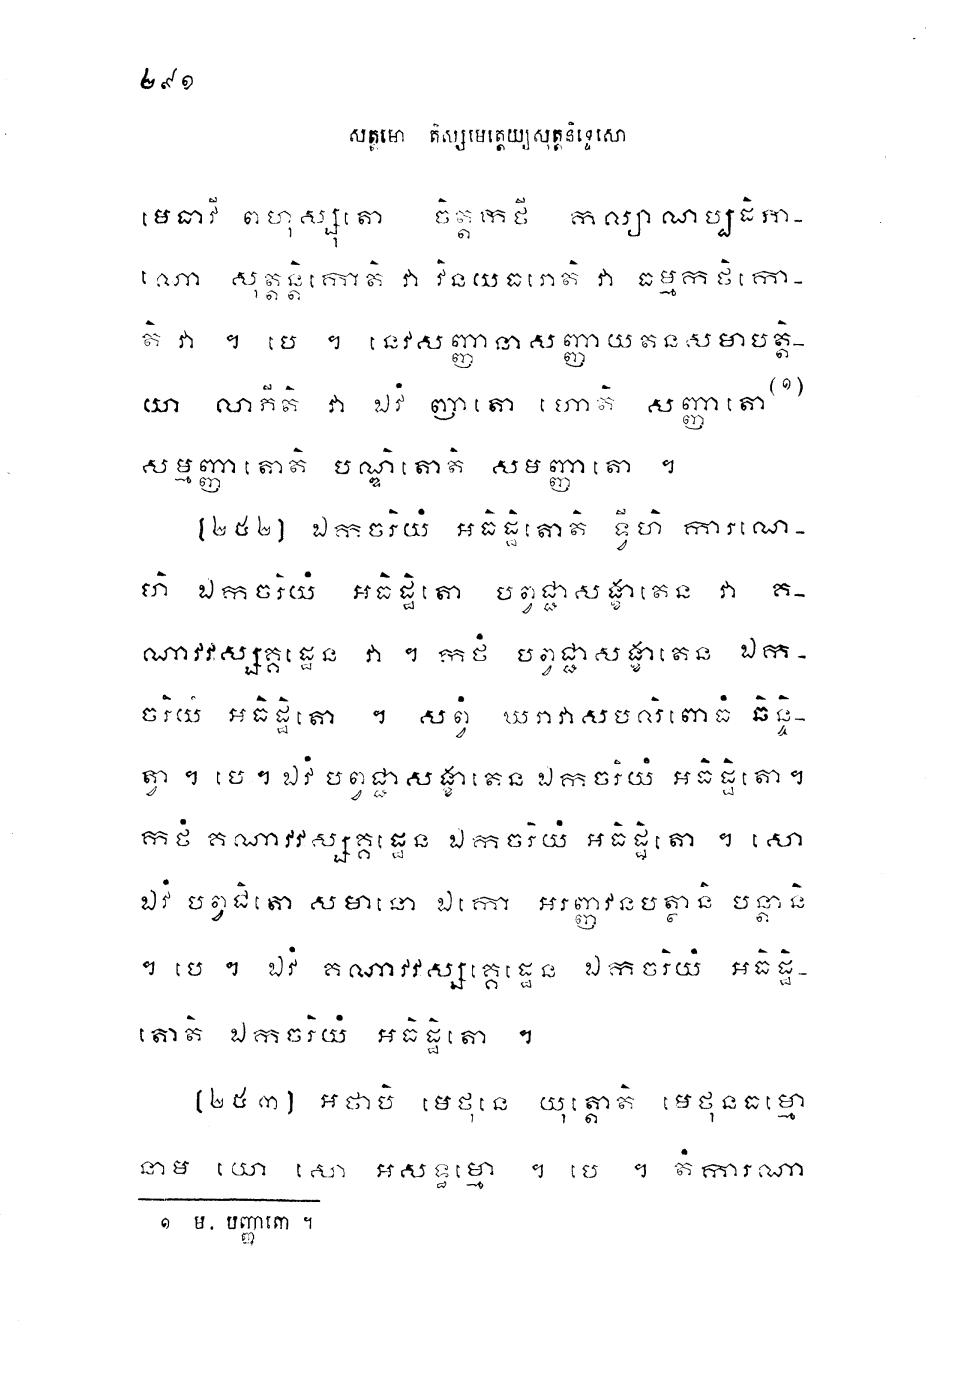 ២៩១
សត្តមោ តិស្សមេត្តេយ្យសុត្តនិទ្ទេសោ
មេធាវី ពហុស្សុតោ ចិត្តកថី កល្យាណប្បដិភា-
ណោ សុត្តន្តិកោតិ វា វិនយធរោតិ វា ធម្មកថិកោ-
តិ វា ។ បេ ។ នេវសញ្ញានាសញ្ញាយតនសមាបត្តិ-
យា លាភីតិ វា ឯវំ ញាតោ ហោតិ សញ្ញាតោ(១)
សម្មញ្ញាតោតិ បណ្ឌិតោតិ សមញ្ញាតោ ។
(២៥២) ឯកចរិយំ អធិដ្ឋិតោតិ ទ្វីហិ ការណេ-
ហិ ឯកចរិយំ អធិដ្ឋិតោ បព្វជ្ជាសង្ខាតេន វា គ-
ណាវវស្សគ្គដ្ឋេន វា ។ កថំ បព្វជ្ជាសង្ខាតេន ឯក-
ចរិយំ អធិដ្ឋិតោ ។ សព្វំ ឃរាវាសបលិពោធំ ឆិន្ទិ-
ត្វា ។ បេ ។ ឯវំ បព្វជ្ជាសង្ខាតេន ឯកចរិយំ អធិដ្ឋិតោ។
កថំ គណាវវស្សគ្គដ្ឋេន ឯកចរិយំ អធិដ្ឋិតោ ។ សោ
ឯវំ បព្វជិតោ សមានោ ឯកោ អរញ្ញវនបត្ថានិ បន្តានិ
។ បេ ។ ឯវំ គណាវវស្សគ្គដ្ឋេន ឯកចរិយំ អធិដ្ឋិ-
តោតិ ឯកចរិយំ អធិដ្ឋិតោ ។
(២៥៣) អថាបិ មេថុនេ យុត្តោតិ មេថុនធម្មោ
នាម យោ សោ អសទ្ធម្មោ ។ បេ ។ តំការណា
១ ម. បញ្ញាតោ ។